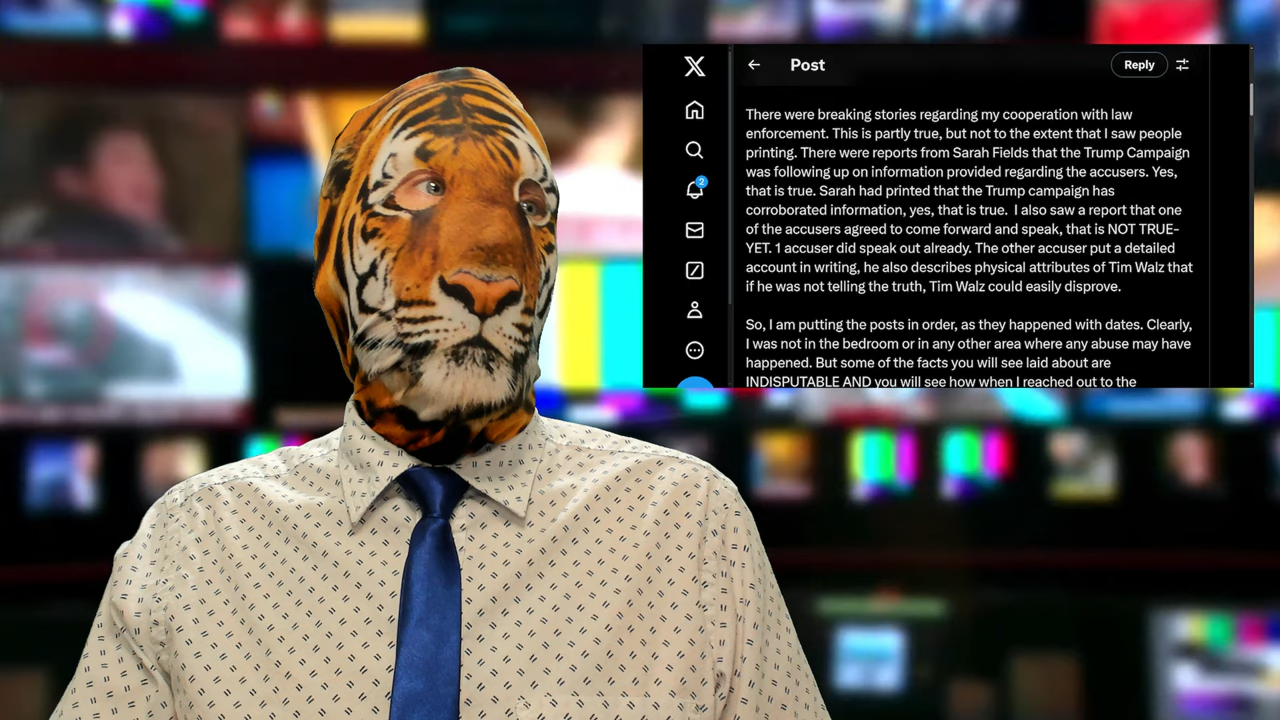 Post
Reply
2
There were breaking stories regarding my cooperation with law
enforcement. This is partly true, but not to the extent that I saw people
printing. There were reports from Sarah Fields that the Trump Campaign
was following up on information provided regarding the accusers. Yes,
that is true. Sarah had printed that the Trump campaign has
corroborated information, yes, that is true.  I also saw a report that one
of the accusers agreed to come forward and speak, that is NOT TRUE-
YET. 1 accuser did speak out already. The other accuser put a detailed
account in writing, he also describes physical attributes of Tim Walz that
if he was not telling the truth, Tim Walz could easily disprove.
So, I am putting the posts in order, as they happened with dates. Clearly,
I was not in the bedroom or in any other area where any abuse may have
happened. But some of the facts you will see laid about are
INDISPUTABLE AND you will see how when I reached out to the